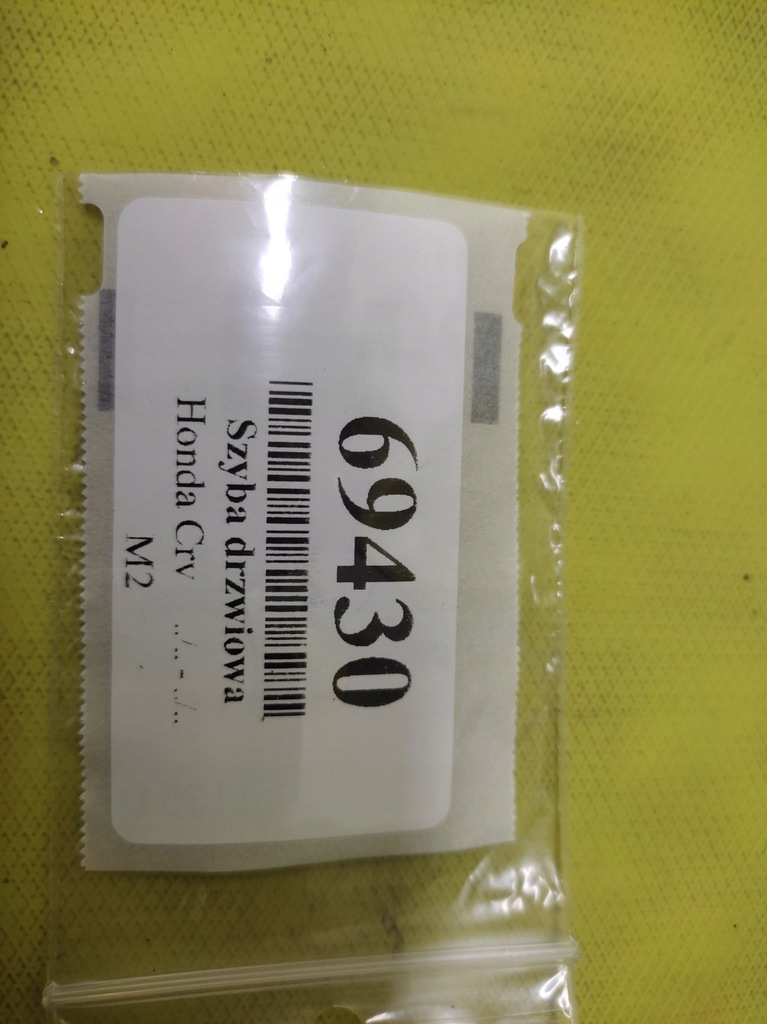 69430
Szyba drzwiowa
Honda Crv ../.. - ../..
M2